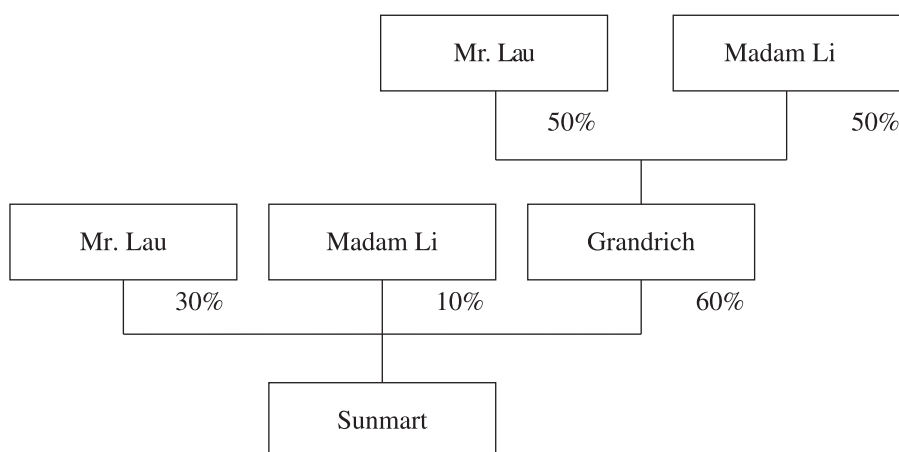 Mr. Lau
Madam Li
50%
50%
Mr. Lau
Madam Li
Grandrich
30%
10%
60%
Sunmart